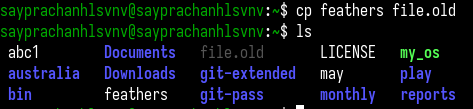 sayprachanhlsvnv@sayprachanhlsvnv:~$ cp feathers file.old
sayprachanhlsvnv@sayprachanhlsvnv:~$ ls
abc1 Documents file.old LICENSE my_os
australia Downloads git-extended may play
bin feathers git-pass monthly reports